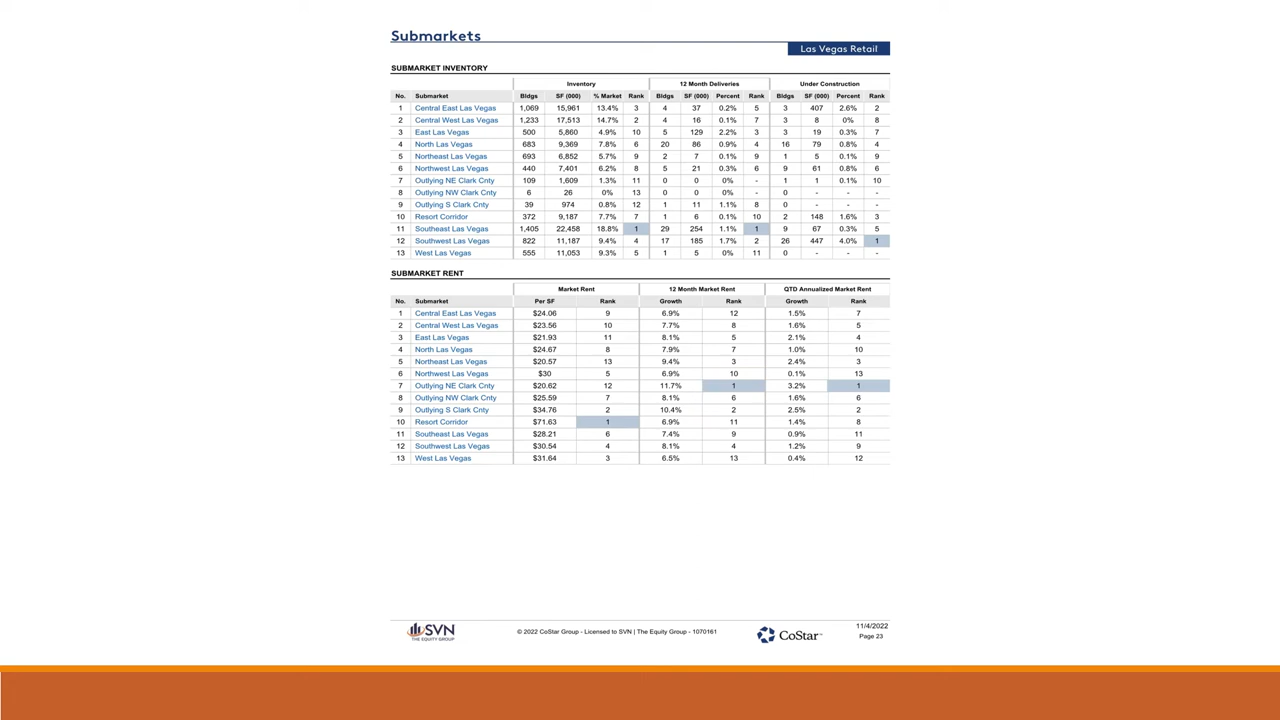 Submarkets
Las Vegas Retail
SUBMARKET INVENTORY
Inventory 12 Month Deliveries Under Construction
No. Submarket Bldgs SF (000) % Market Rank Bldgs SF (000) Percent Rank Bldgs SF (000) Percent Rank
1 Central East Las Vegas 1,069 15,961 13.4% 3 4 37 0.2% 5 3 407 2.6% 2
2 Central West Las Vegas 1,233 17,513 14.7% 2 4 16 0.1% 7 3 8 0% 8
3 East Las Vegas 500 5,860 4.9% 10 5 129 2.2% 3 3 19 0.3% 7
4 North Las Vegas 683 9,369 7.8% 6 20 86 0.9% 4 16 79 0.8% 4
5 Northeast Las Vegas 693 6,852 5.7% 9 2 7 0.1% 9 1 5 0.1% 9
6 Northwest Las Vegas 440 7,401 6.2% 8 5 21 0.3% 6 9 61 0.8% 6
7 Outlying NE Clark Cnty 109 1,609 1.3% 11 0 0 0% - 1 1 0.1% 10
8 Outlying NW Clark Cnty 6 26 0% 13 0 0 0% - 0 - - -
9 Outlying S Clark Cnty 39 974 0.8% 12 1 11 1.1% 8 0 - - -
10 Resort Corridor 372 9,187 7.7% 7 1 6 0.1% 10 2 148 1.6% 3
11 Southeast Las Vegas 1,405 22,458 18.8% 1 29 254 1.1% 1 9 67 0.3% 5
12 Southwest Las Vegas 822 11,187 9.4% 4 17 185 1.7% 2 26 447 4.0% 1
13 West Las Vegas 555 11,053 9.3% 5 1 5 0% 11 0 - - -
SUBMARKET RENT
Market Rent 12 Month Market Rent QTD Annualized Market Rent
No. Submarket Per SF Rank Growth Rank Growth Rank
1 Central East Las Vegas $24.06 9 6.9% 12 1.5% 7
2 Central West Las Vegas $23.56 10 7.7% 8 1.6% 5
3 East Las Vegas $21.93 11 8.1% 5 2.1% 4
4 North Las Vegas $24.67 8 7.9% 7 1.0% 10
5 Northeast Las Vegas $20.57 13 9.4% 3 2.4% 3
6 Northwest Las Vegas $30 5 6.9% 10 0.1% 13
7 Outlying NE Clark Cnty $20.62 12 11.7% 1 3.2% 1
8 Outlying NW Clark Cnty $25.59 7 8.1% 6 1.6% 6
9 Outlying S Clark Cnty $34.76 2 10.4% 2 2.5% 2
10 Resort Corridor $71.63 1 6.9% 11 1.4% 8
11 Southeast Las Vegas $28.21 6 7.4% 9 0.9% 11
12 Southwest Las Vegas $30.54 4 8.1% 4 1.2% 9
13 West Las Vegas $31.64 3 6.5% 13 0.4% 12
SVN
THE EQUITY GROUP
© 2022 CoStar Group - Licensed to SVN | The Equity Group - 1070161
CoStar™
11/4/2022
Page 23